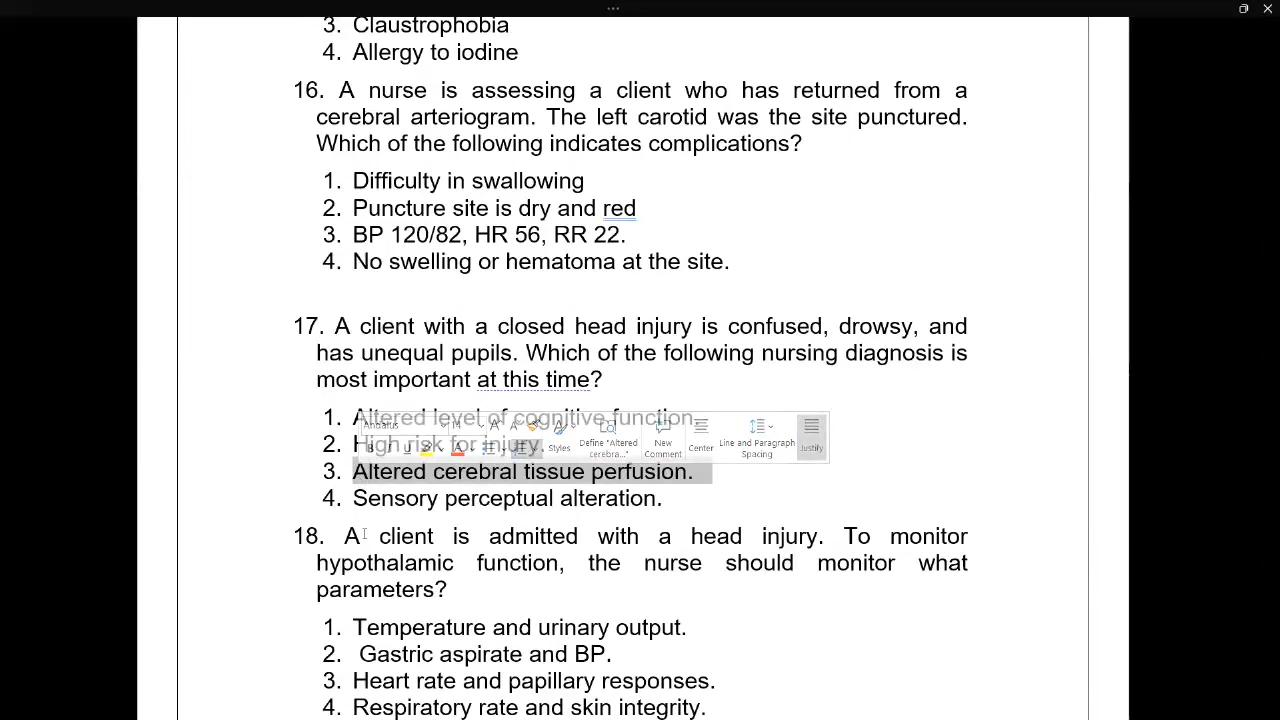 3. Claustrophobia
4. Allergy to iodine
16. A nurse is assessing a client who has returned from a
cerebral arteriogram. The left carotid was the site punctured.
Which of the following indicates complications?
1. Difficulty in swallowing
2. Puncture site is dry and red
3. BP 120/82, HR 56, RR 22.
4. No swelling or hematoma at the site.
17. A client with a closed head injury is confused, drowsy, and
has unequal pupils. Which of the following nursing diagnosis is
most important at this time?
1. Altered level of cognitive function.
Andalus 14 A A
2. High risk for injury.
B I U A Styles Define "Altered cerebra..." New Comment Center Line and Paragraph Spacing Justify
3. Altered cerebral tissue perfusion.
4. Sensory perceptual alteration.
18. A client is admitted with a head injury. To monitor
hypothalamic function, the nurse should monitor what
parameters?
1. Temperature and urinary output.
2. Gastric aspirate and BP.
3. Heart rate and papillary responses.
4. Respiratory rate and skin integrity.